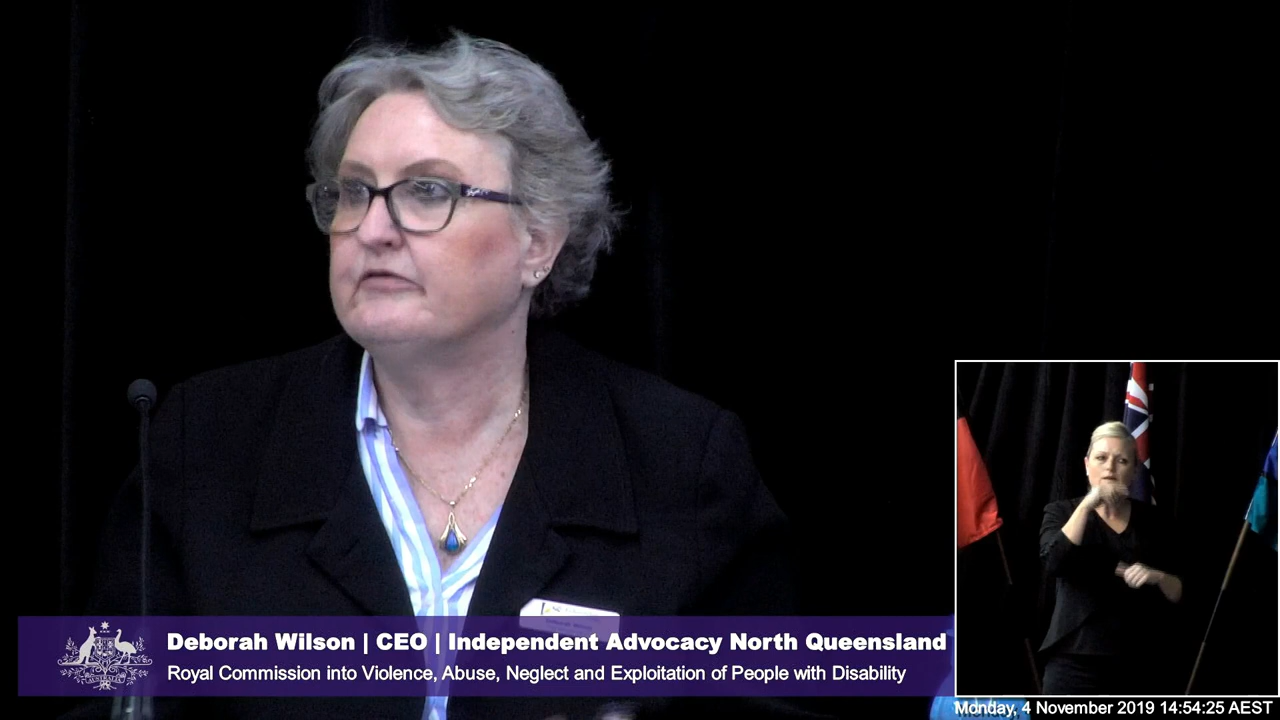 Deborah Wilson | CEO | Independent Advocacy North Queensland
Royal Commission into Violence, Abuse, Neglect and Exploitation of People with Disability
Monday, 4 November 2019 14:54:25 AEST